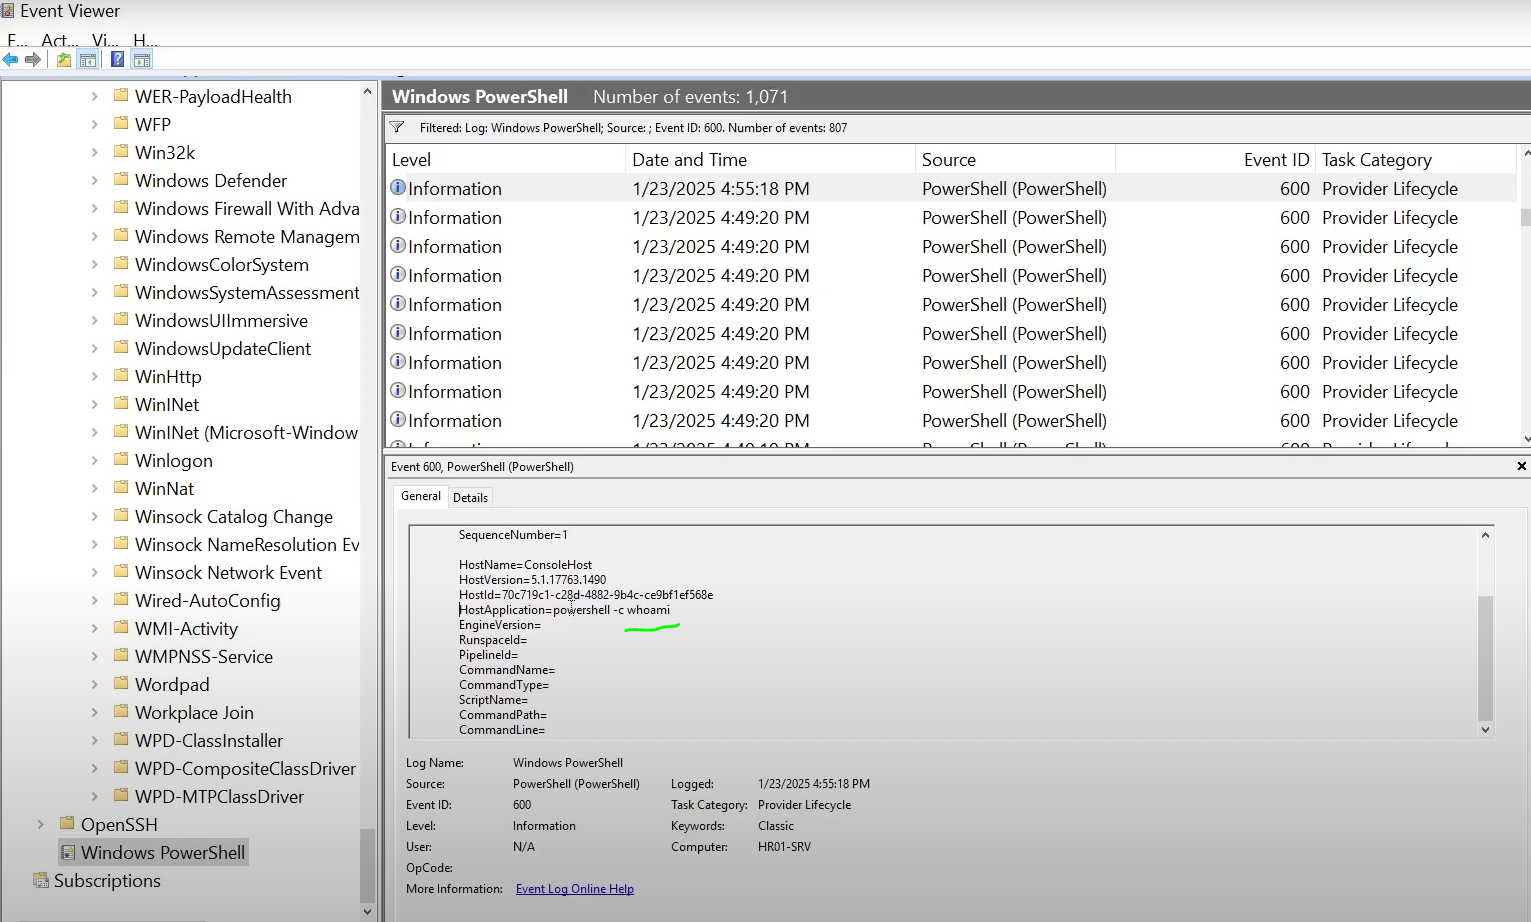 Event Viewer
F... Act... Vi... H...
WER-PayloadHealth
WFP
Win32k
Windows Defender
Windows Firewall With Adva
Windows Remote Managem
WindowsColorSystem
WindowsSystemAssessment
WindowsUIImmersive
WindowsUpdateClient
WinHttp
WinINet
WinINet (Microsoft-Window
Winlogon
WinNat
Winsock Catalog Change
Winsock NameResolution Ev
Winsock Network Event
Wired-AutoConfig
WMI-Activity
WMPNSS-Service
Wordpad
Workplace Join
WPD-ClassInstaller
WPD-CompositeClassDriver
WPD-MTPClassDriver
OpenSSH
Windows PowerShell
Subscriptions
Windows PowerShell Number of events: 1,071
Filtered: Log: Windows PowerShell; Source: ; Event ID: 600. Number of events: 807
Level Date and Time Source Event ID Task Category
Information 1/23/2025 4:55:18 PM PowerShell (PowerShell) 600 Provider Lifecycle
Information 1/23/2025 4:49:20 PM PowerShell (PowerShell) 600 Provider Lifecycle
Information 1/23/2025 4:49:20 PM PowerShell (PowerShell) 600 Provider Lifecycle
Information 1/23/2025 4:49:20 PM PowerShell (PowerShell) 600 Provider Lifecycle
Information 1/23/2025 4:49:20 PM PowerShell (PowerShell) 600 Provider Lifecycle
Information 1/23/2025 4:49:20 PM PowerShell (PowerShell) 600 Provider Lifecycle
Information 1/23/2025 4:49:20 PM PowerShell (PowerShell) 600 Provider Lifecycle
Information 1/23/2025 4:49:20 PM PowerShell (PowerShell) 600 Provider Lifecycle
Information 1/23/2025 4:49:20 PM PowerShell (PowerShell) 600 Provider Lifecycle
Event 600, PowerShell (PowerShell)
General Details
SequenceNumber=1
HostName=ConsoleHost
HostVersion=5.1.17763.1490
HostId=70c719c1-c28d-4882-9b4c-ce9bf1ef568e
HostApplication=powershell -c whoami
EngineVersion=
RunspaceId=
PipelineId=
CommandName=
CommandType=
ScriptName=
CommandPath=
CommandLine=
Log Name: Windows PowerShell
Source: PowerShell (PowerShell) Logged: 1/23/2025 4:55:18 PM
Event ID: 600 Task Category: Provider Lifecycle
Level: Information Keywords: Classic
User: N/A Computer: HR01-SRV
OpCode:
More Information: Event Log Online Help